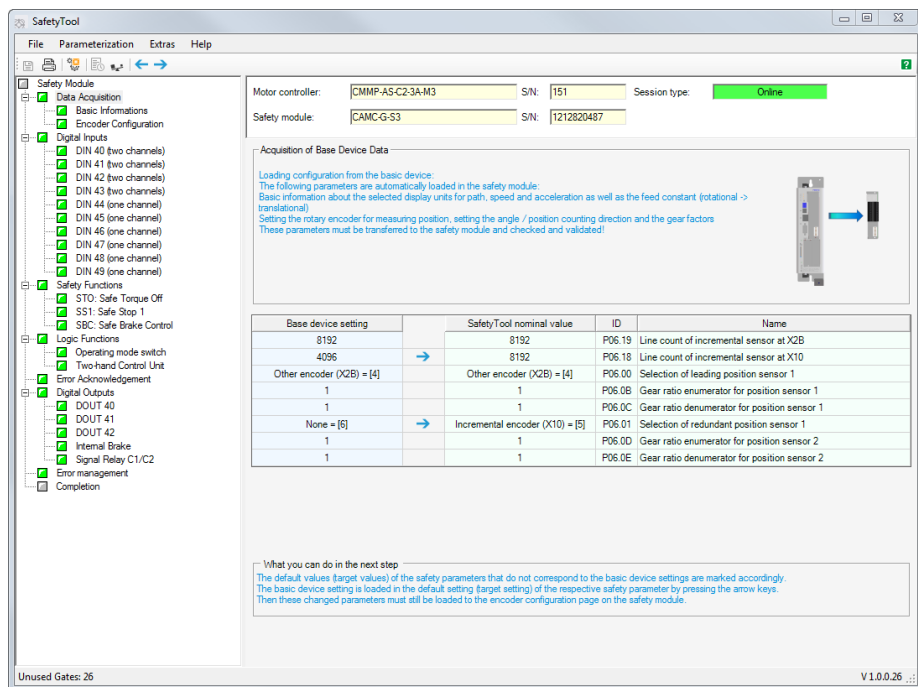 SafetyTool
File Parameterization Extras Help
Safety Module
Data Acquisition
Basic Informations
Encoder Configuration
Digital Inputs
DIN 40 (two channels)
DIN 41 (two channels)
DIN 42 (two channels)
DIN 43 (two channels)
DIN 44 (one channel)
DIN 45 (one channel)
DIN 46 (one channel)
DIN 47 (one channel)
DIN 48 (one channel)
DIN 49 (one channel)
Safety Functions
STO: Safe Torque Off
SS1: Safe Stop 1
SBC: Safe Brake Control
Logic Functions
Operating mode switch
Two-hand Control Unit
Error Acknowledgement
Digital Outputs
DOUT 40
DOUT 41
DOUT 42
Internal Brake
Signal Relay C1/C2
Error management
Completion
Motor controller: CMMP-AS-C2-3A-M3 S/N: 151 Session type: Online
Safety module: CAMC-G-S3 S/N: 1212820487
Acquisition of Base Device Data
Loading configuration from the basic device:
The following parameters are automatically loaded in the safety module:
Basic infomation about the selected display units for path, speed and acceleration as well as the feed constant (rotational ->
translational)
Setting the rotary encoder for measuring position, setting the angle / position counting direction and the gear factors
These parameters must be transferred to the safety module and checked and validated!
Base device setting SafetyTool nominal value ID Name
8192 8192 P06.19 Line count of incremental sensor at X2B
4096 8192 P06.18 Line count of incremental sensor at X10
Other encoder (X2B) = [4] Other encoder (X2B) = [4] P06.00 Selection of leading position sensor 1
1 1 P06.0B Gear ratio enumerator for position sensor 1
1 1 P06.0C Gear ratio denumerator for position sensor 1
None = [6] Incremental encoder (X10) = [5] P06.01 Selection of redundant position sensor 1
1 1 P06.0D Gear ratio enumerator for position sensor 2
1 1 P06.0E Gear ratio denumerator for position sensor 2
What you can do in the next step
The default values (target values) of the safety parameters that do not correspond to the basic device settings are marked accordingly.
The basic device setting is loaded in the default setting (target setting) of the respective safety parameter by pressing the arrow keys.
Then these changed parameters must still be loaded to the encoder configuration page on the safety module.
Unused Gates: 26 V 1.0.0.26